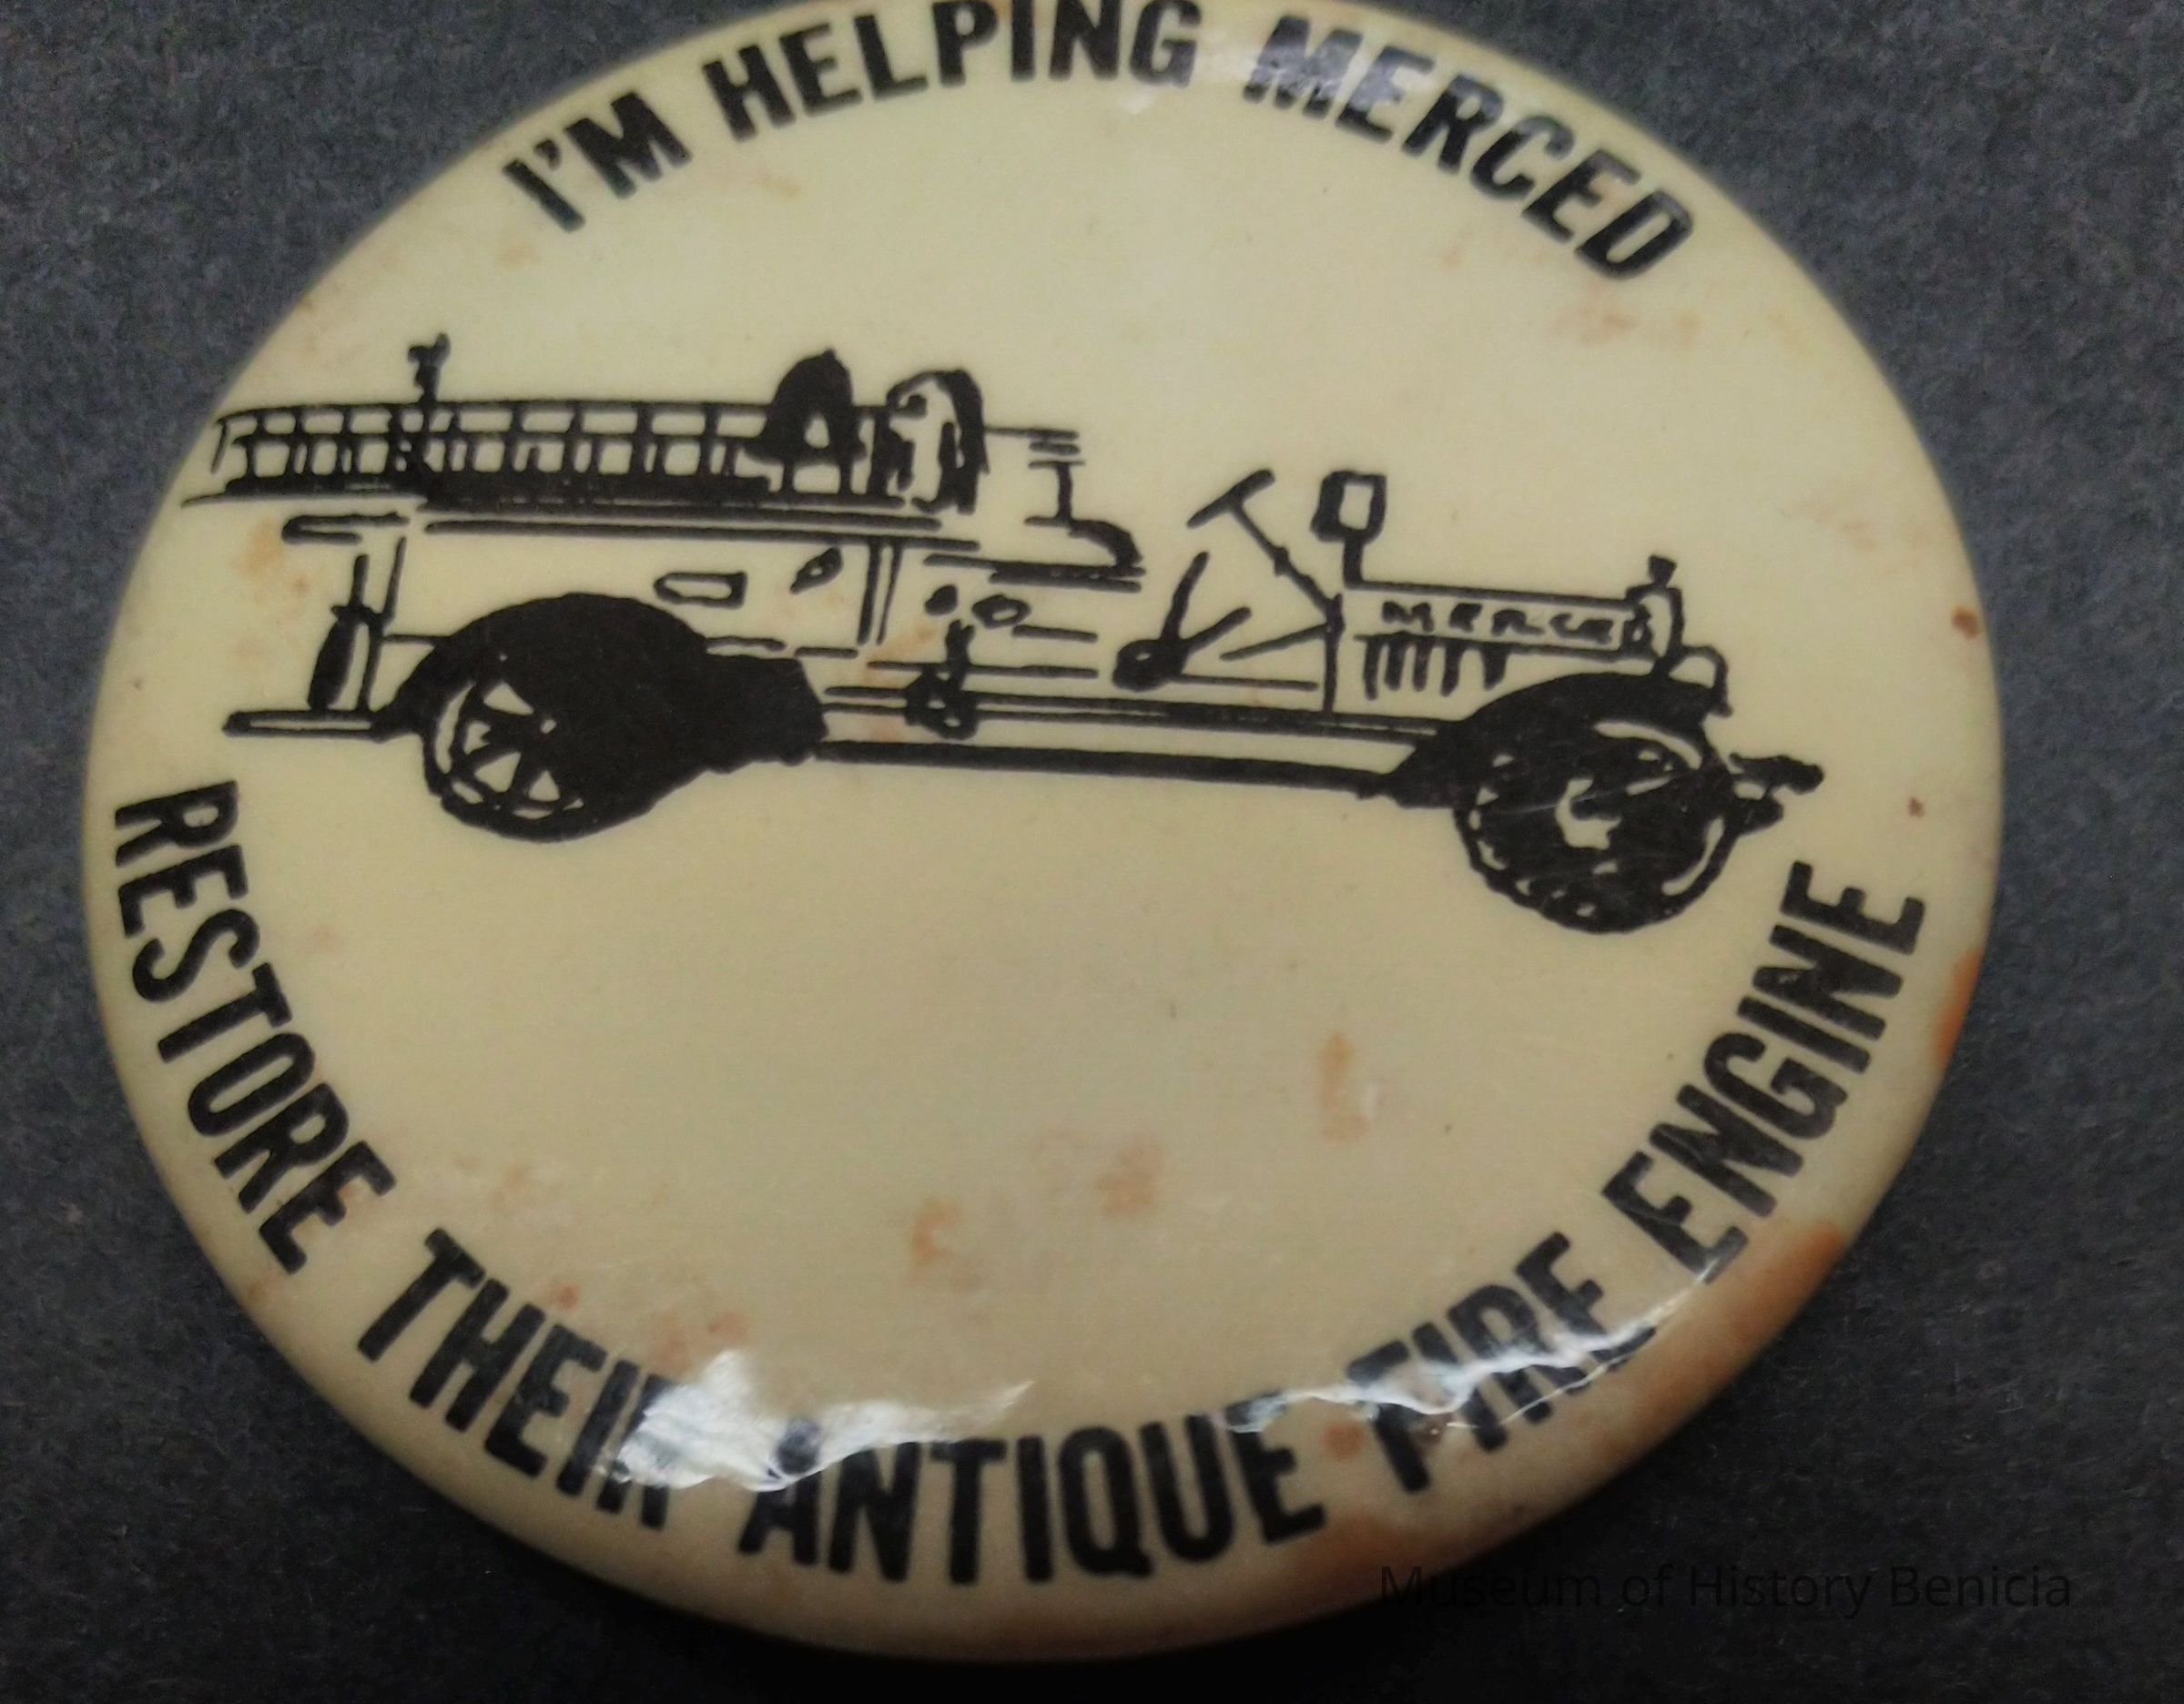 I'M HELPING MERCED
MERCED
RESTORE THEIR ANTIQUE FIRE ENGINE
Museum of History Benicia